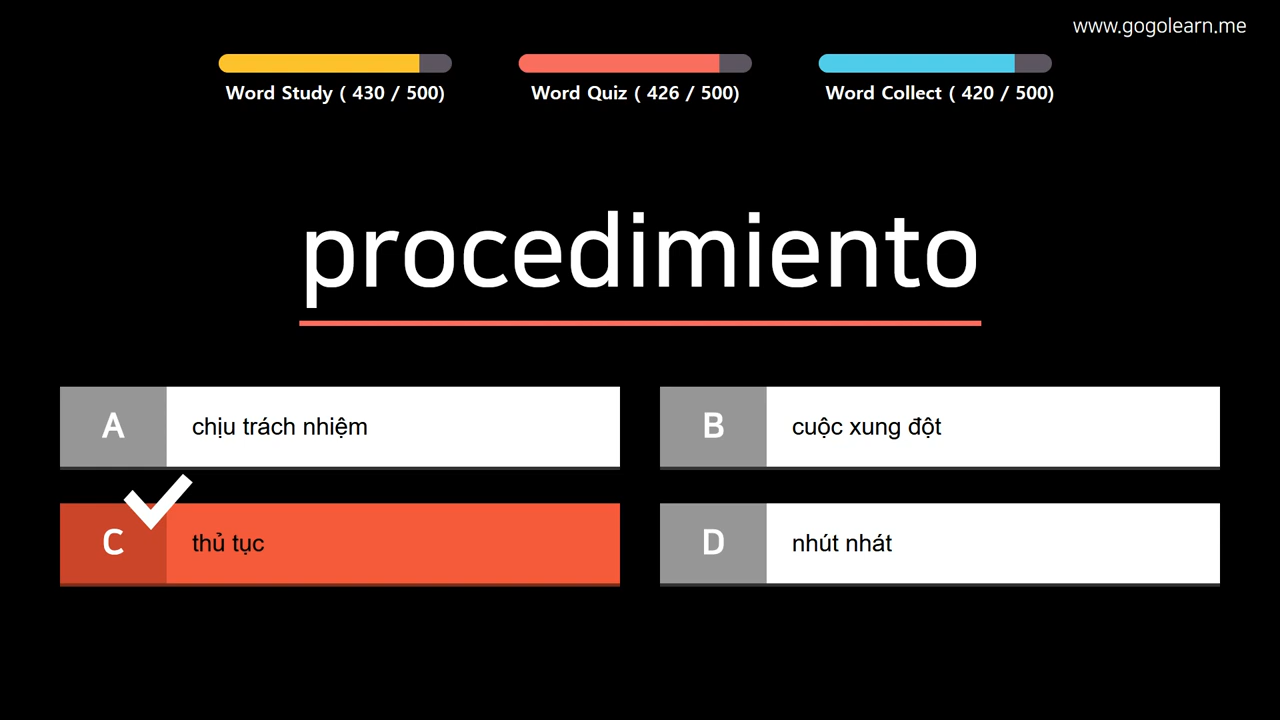 www.gogolearn.me
Word Study ( 430 / 500)
Word Quiz ( 426 / 500)
Word Collect ( 420 / 500)
procedimiento
A
chịu trách nhiệm
B
cuộc xung đột
C
thủ tục
D
nhút nhát